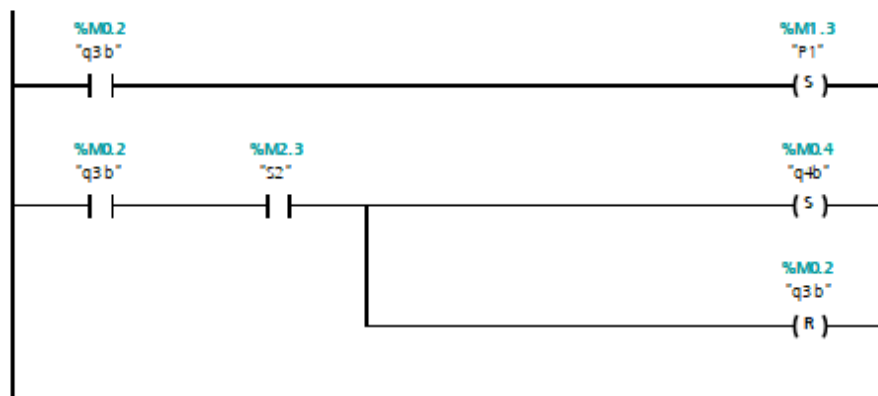 %M0.2 %M1.3
"q3b" "P1"
S
%M0.2 %M2.3 %M0.4
"q3b" "S2" "q4b"
S
%M0.2
"q3b"
R